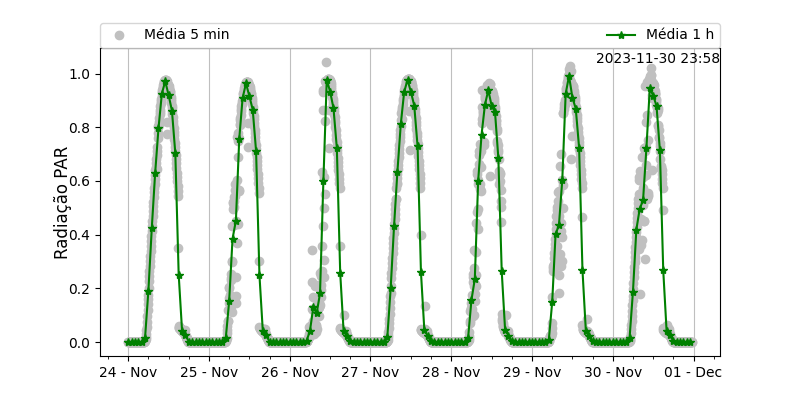 Média 5 min
Média 1 h
2023-11-30 23:58
Radiação PAR
1.0
0.8
0.6
0.4
0.2
0.0
24 - Nov
25 - Nov
26 - Nov
27 - Nov
28 - Nov
29 - Nov
30 - Nov
01 - Dec